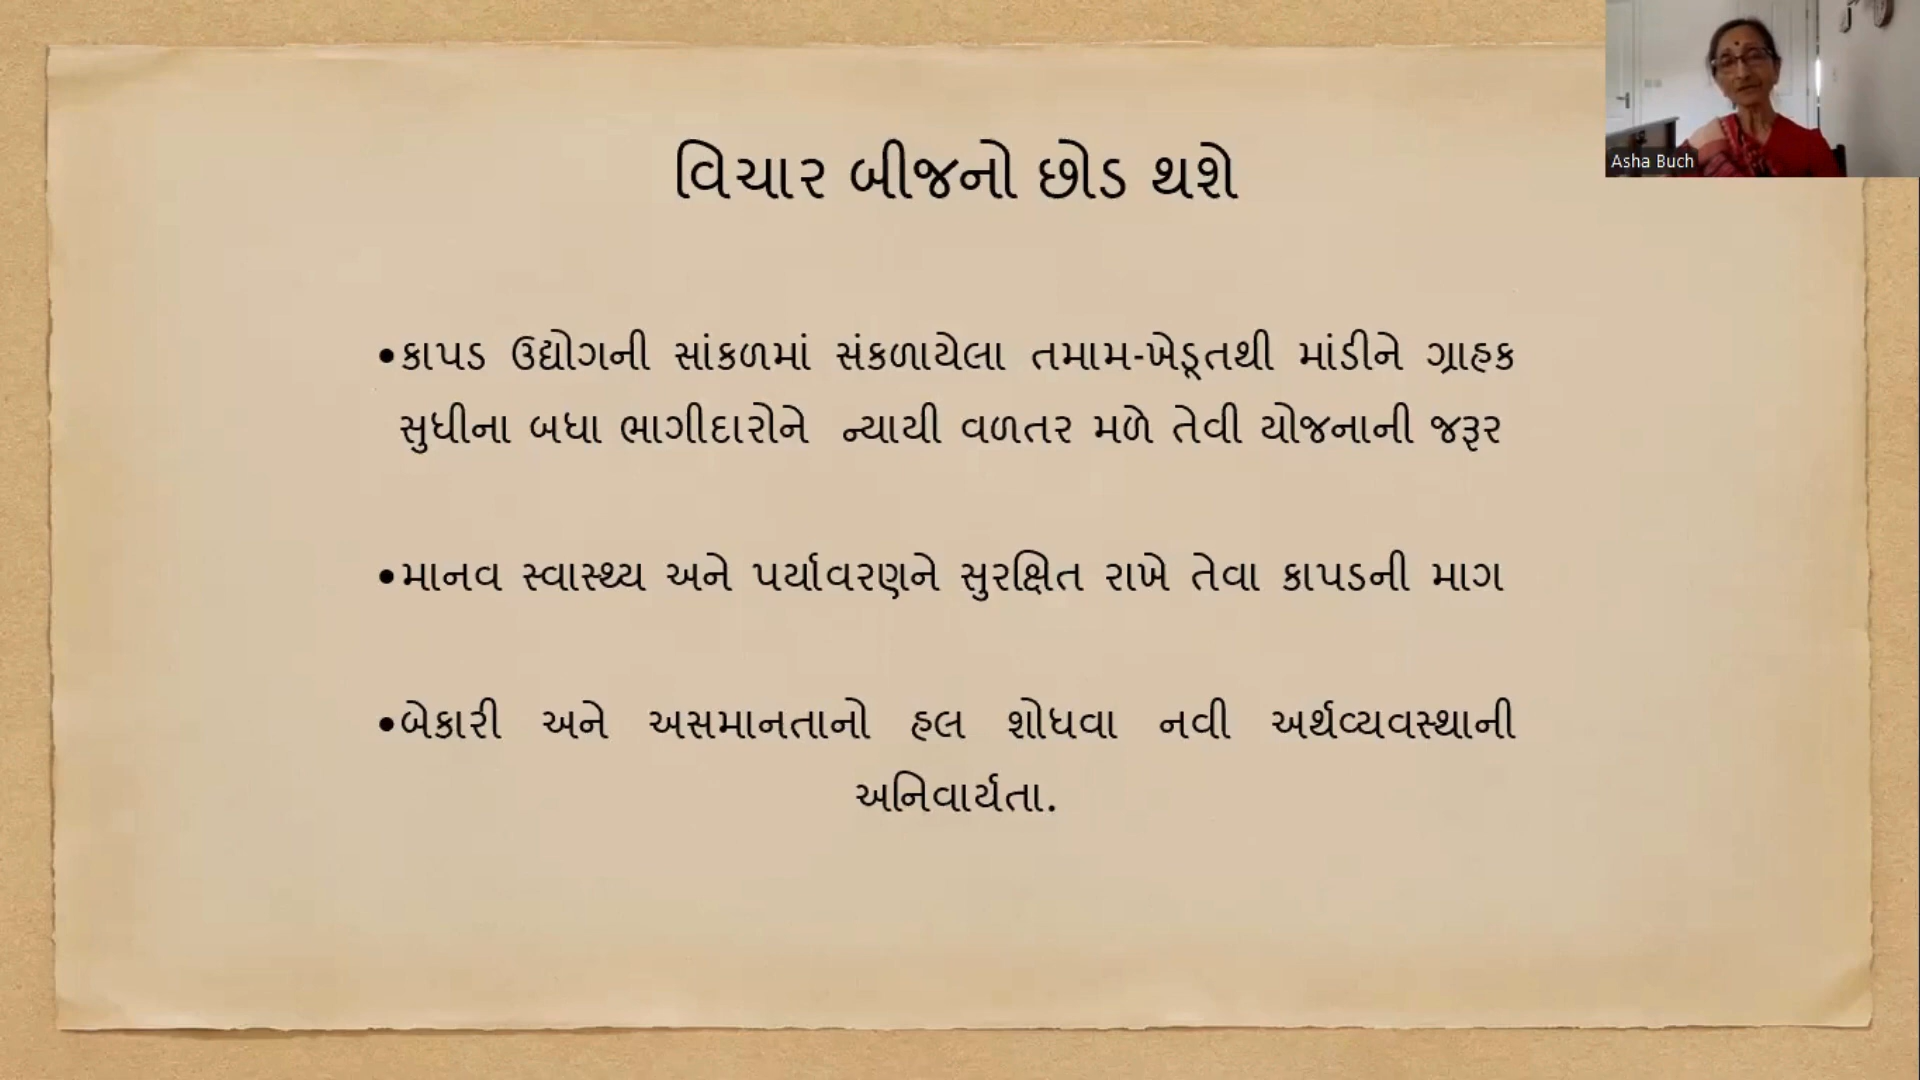 વિચાર બીજનો છોડ થશે
Asha Buch
•કાપડ ઉદ્યોગની સાંકળમાં સંકળાયેલા તમામ-ખેડૂતથી માંડીને ગ્રાહક
સુધીના બધા ભાગીદારોને ન્યાયી વળતર મળે તેવી યોજનાની જરૂર
•માનવ સ્વાસ્થ્ય અને પર્યાવરણને સુરક્ષિત રાખે તેવા કાપડની માગ
•બેકારી અને અસમાનતાનો હલ શોધવા નવી અર્થવ્યવસ્થાની
અનિવાર્યતા.